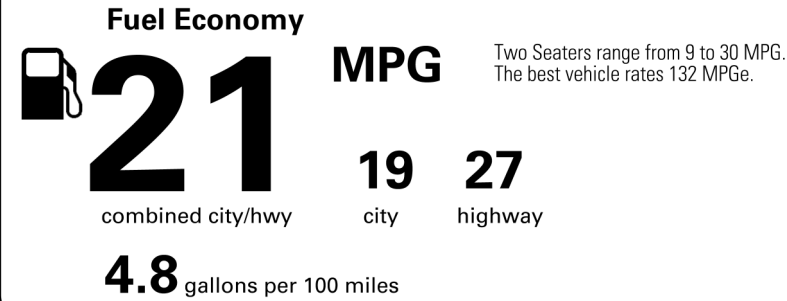 Fuel Economy
21 MPG
Two Seaters range from 9 to 30 MPG.
The best vehicle rates 132 MPGe.
19 27
combined city/hwy city highway
4.8 gallons per 100 miles